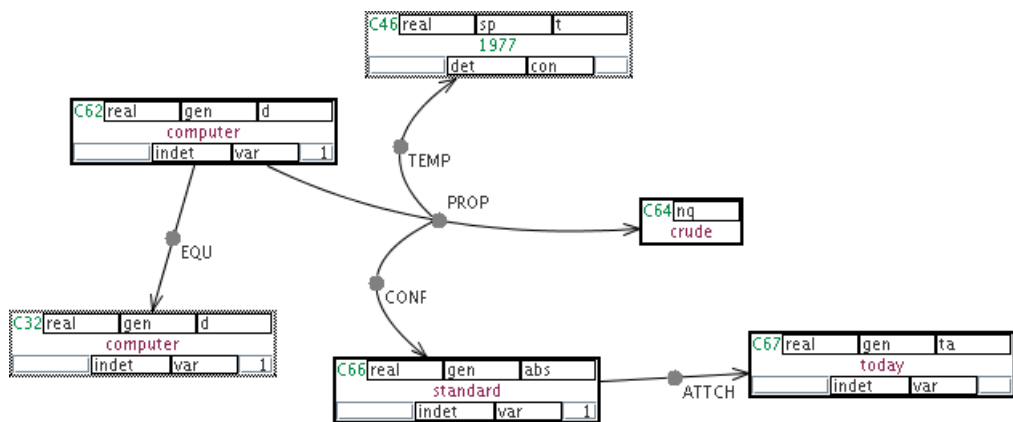 C46 real sp t
1977
det con
C62 real gen d
computer
indet var 1
TEMP
PROP
C64 nq
crude
EQU
CONF
C32 real gen d
computer
indet var 1
C66 real gen abs
standard
indet var 1
ATTCH
C67 real gen ta
today
indet var